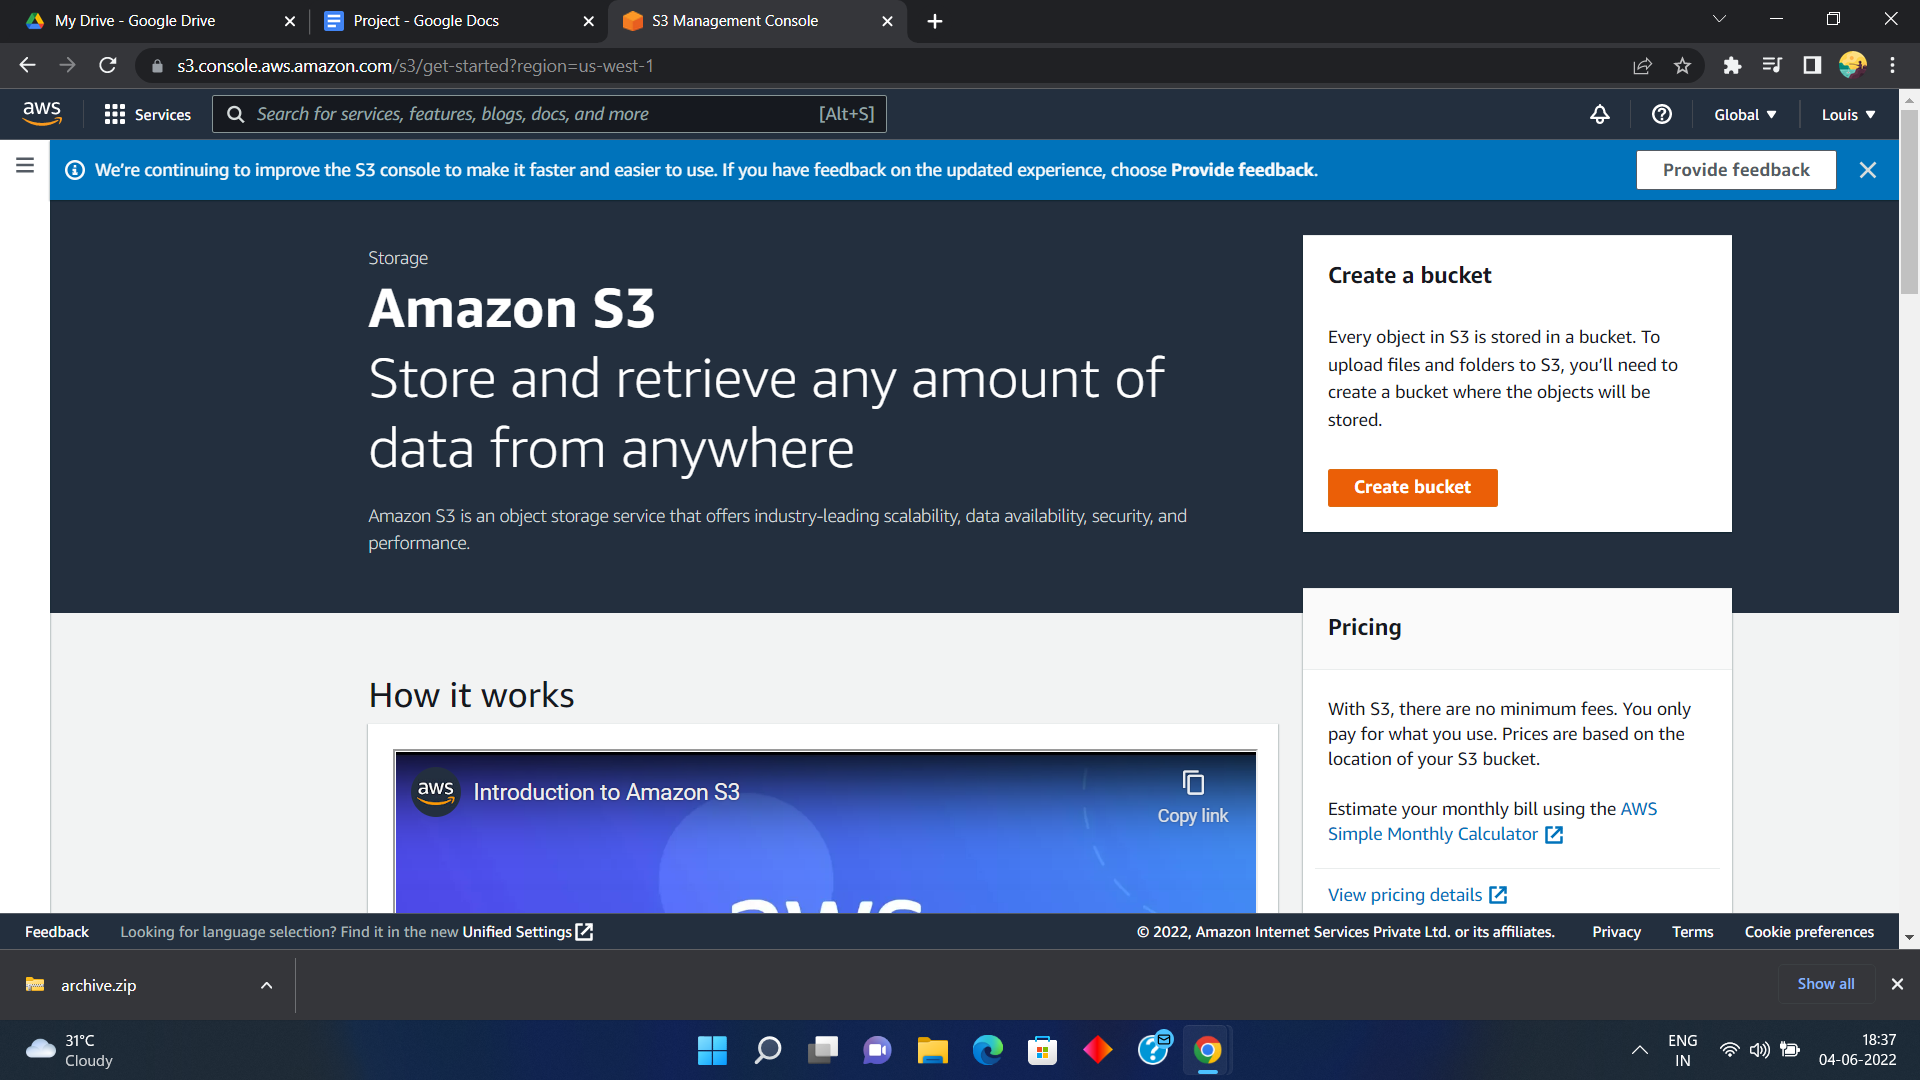 My Drive - Google Drive
Project - Google Docs
S3 Management Console
s3.console.aws.amazon.com/s3/get-started?region=us-west-1
aws
Services
Search for services, features, blogs, docs, and more
[Alt+S]
Global
Louis
We're continuing to improve the S3 console to make it faster and easier to use. If you have feedback on the updated experience, choose Provide feedback.
Provide feedback
Storage
Amazon S3
Store and retrieve any amount of
data from anywhere
Amazon S3 is an object storage service that offers industry-leading scalability, data availability, security, and
performance.
Create a bucket
Every object in S3 is stored in a bucket. To
upload files and folders to S3, you'll need to
create a bucket where the objects will be
stored.
Create bucket
Pricing
With S3, there are no minimum fees. You only
pay for what you use. Prices are based on the
location of your S3 bucket.
Estimate your monthly bill using the AWS
Simple Monthly Calculator
View pricing details
How it works
aws
Introduction to Amazon S3
Copy link
aws
Feedback
Looking for language selection? Find it in the new Unified Settings
© 2022, Amazon Internet Services Private Ltd. or its affiliates.
Privacy
Terms
Cookie preferences
archive.zip
Show all
31°C
Cloudy
ENG
IN
18:37
04-06-2022